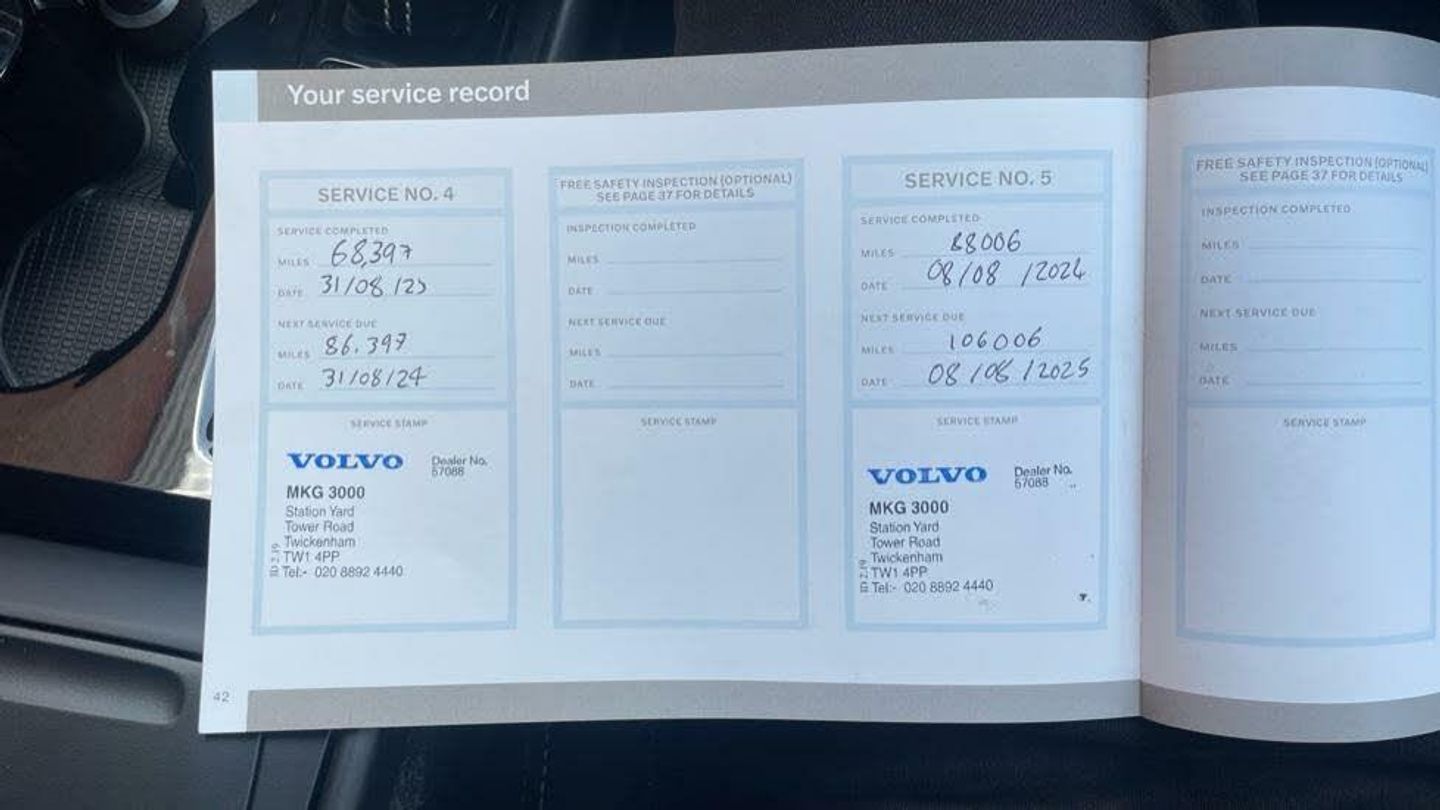 Your service record
SERVICE NO. 4
SERVICE COMPLETED
MILES 68,397
DATE 31/08/23
NEXT SERVICE DUE
MILES 86.397
DATE 31/08/24
SERVICE STAMP
VOLVO Dealer No.
57088
MKG 3000
Station Yard
Tower Road
Twickenham
TW1 4PP
Tel:- 020 8892 4440
ID 2.19
FREE SAFETY INSPECTION (OPTIONAL)
SEE PAGE 37 FOR DETAILS
INSPECTION COMPLETED
MILES
DATE
NEXT SERVICE DUE
MILES
DATE
SERVICE STAMP
SERVICE NO. 5
SERVICE COMPLETED
MILES 88006
DATE 08/08/2024
NEXT SERVICE DUE
MILES 106006
DATE 08/08/2025
SERVICE STAMP
VOLVO Dealer No.
57088
MKG 3000
Station Yard
Tower Road
Twickenham
TW1 4PP
Tel:- 020 8892 4440
ID 2.19
FREE SAFETY INSPECTION (OPTIONAL)
SEE PAGE 37 FOR DETAILS
INSPECTION COMPLETED
MILES
DATE
NEXT SERVICE DUE
MILES
DATE
SERVICE STAMP
42